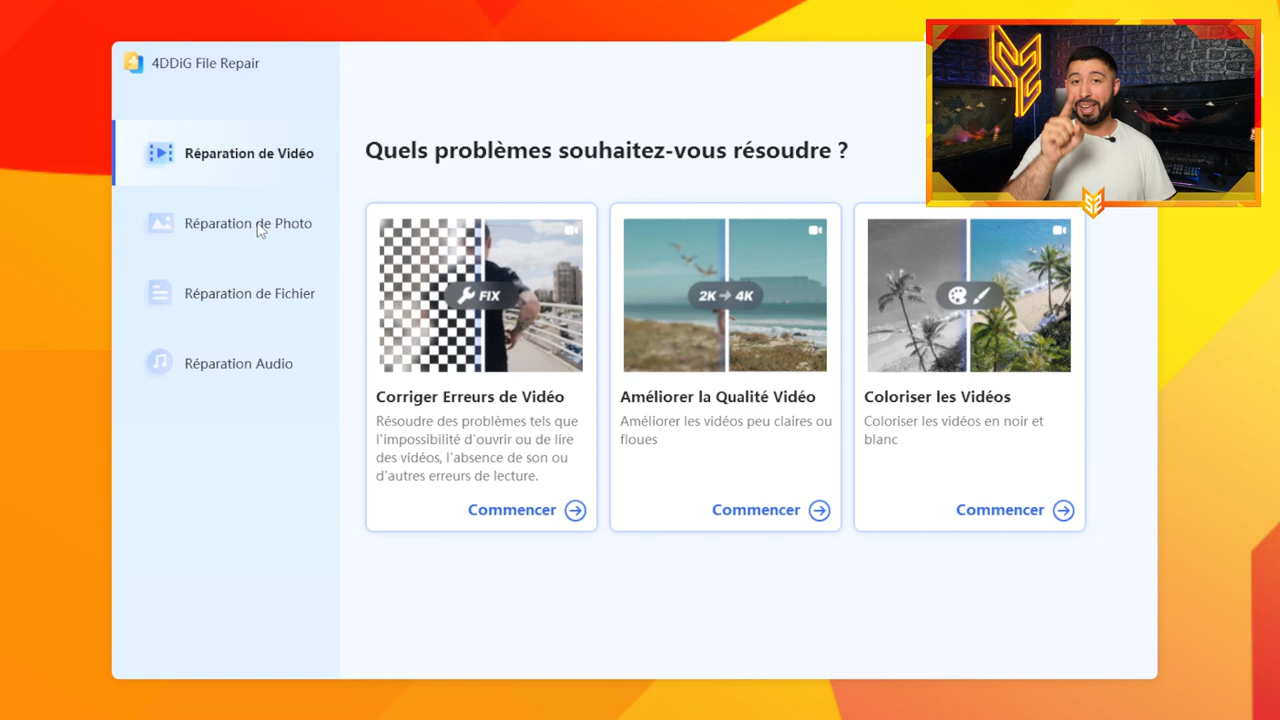 4DDiG File Repair
Réparation de Vidéo
Réparation de Photo
Réparation de Fichier
Réparation Audio
Quels problèmes souhaitez-vous résoudre ?
FIX
Corriger Erreurs de Vidéo
Résoudre des problèmes tels que
l'impossibilité d'ouvrir ou de lire
des vidéos, l'absence de son ou
d'autres erreurs de lecture.
Commencer
2K → 4K
Améliorer la Qualité Vidéo
Améliorer les vidéos peu claires ou
floues
Commencer
Coloriser les Vidéos
Coloriser les vidéos en noir et
blanc
Commencer